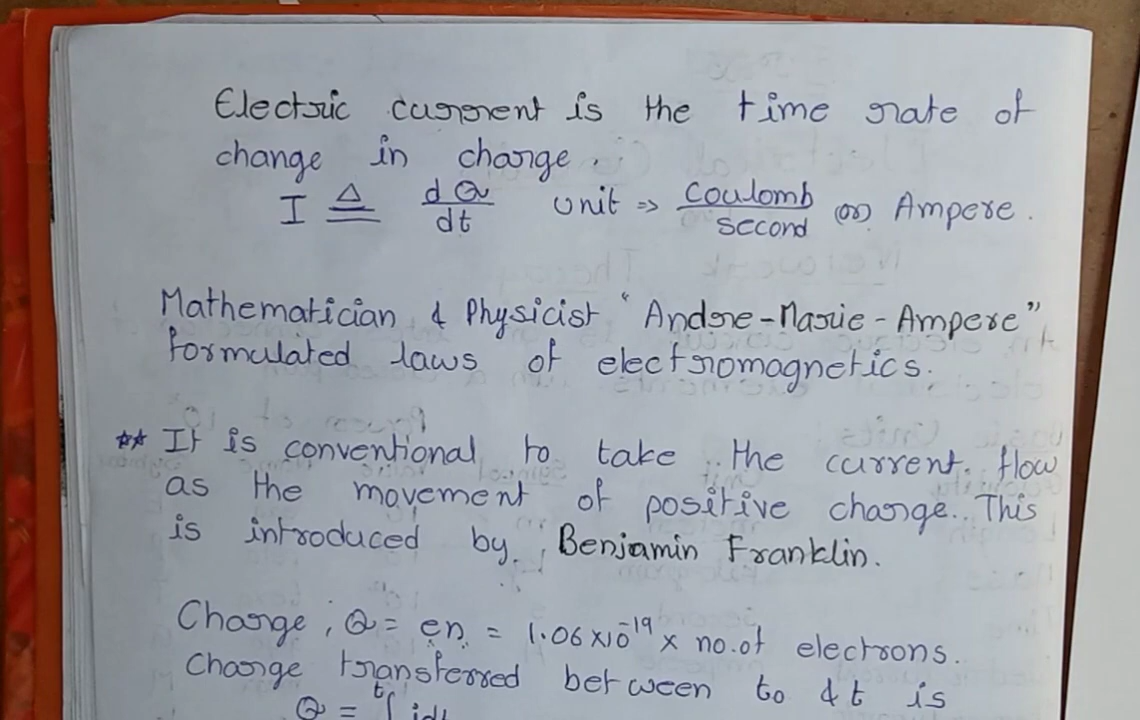 Electric current is the time rate of
change in charge.
I ≜ dQ/dt unit ⇒ Coulomb/second (or) Ampere.
Mathematician & Physicist "Andre-Marie-Ampere"
formulated laws of electromagnetics.
** It is conventional to take the current flow
as the movement of positive charge. This
is introduced by Benjamin Franklin.
Charge, Q = en = 1.06×10⁻¹⁹ × no.of electrons.
Charge transferred between to & t is
Q = ∫ idt